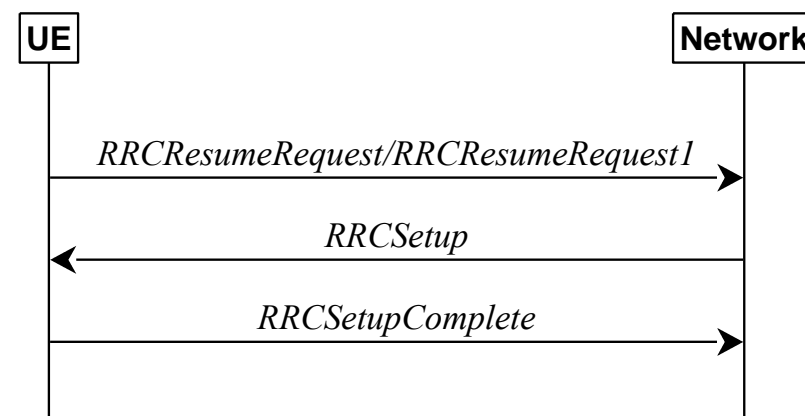 UE
Network
RRCResumeRequest/RRCResumeRequest1
RRCSetup
RRCSetupComplete